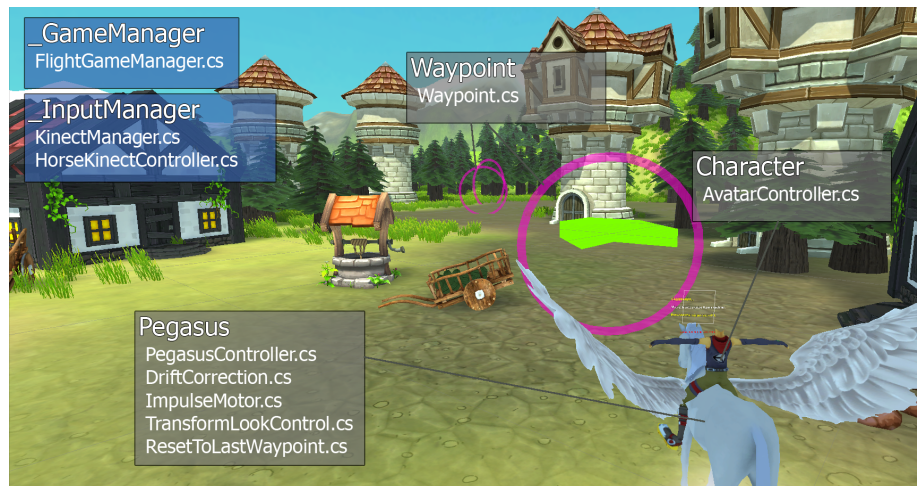 _GameManager
FlightGameManager.cs
_InputManager
KinectManager.cs
HorseKinectController.cs
Waypoint
Waypoint.cs
Character
AvatarController.cs
Pegasus
PegasusController.cs
DriftCorrection.cs
ImpulseMotor.cs
TransformLookControl.cs
ResetToLastWaypoint.cs